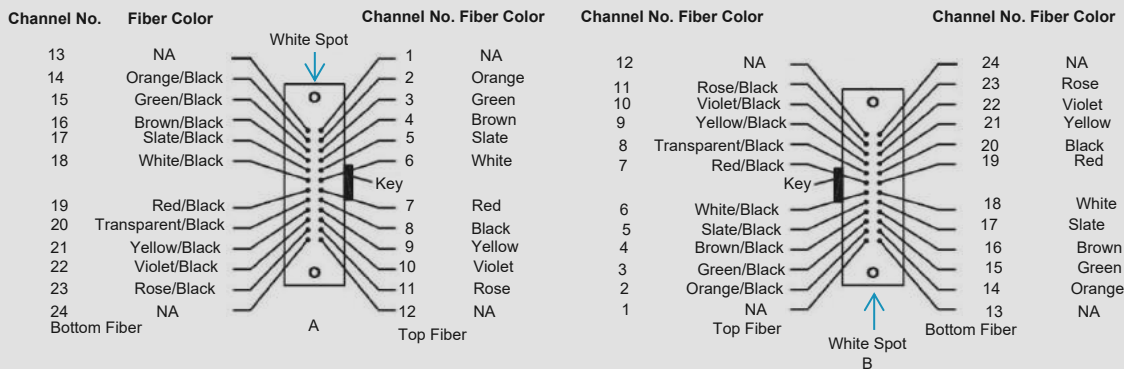 Channel No. Fiber Color
White Spot
Channel No. Fiber Color
13 NA
14 Orange/Black
15 Green/Black
16 Brown/Black
17 Slate/Black
18 White/Black
19 Red/Black
20 Transparent/Black
21 Yellow/Black
22 Violet/Black
23 Rose/Black
24 NA
Bottom Fiber
1 NA
2 Orange
3 Green
4 Brown
5 Slate
6 White
Key
7 Red
8 Black
9 Yellow
10 Violet
11 Rose
12 NA
Top Fiber
A
Channel No. Fiber Color
Channel No. Fiber Color
12 NA
11 Rose/Black
10 Violet/Black
9 Yellow/Black
8 Transparent/Black
7 Red/Black
Key
6 White/Black
5 Slate/Black
4 Brown/Black
3 Green/Black
2 Orange/Black
1 NA
Top Fiber
24 NA
23 Rose
22 Violet
21 Yellow
20 Black
19 Red
18 White
17 Slate
16 Brown
15 Green
14 Orange
13 NA
Bottom Fiber
White Spot
B